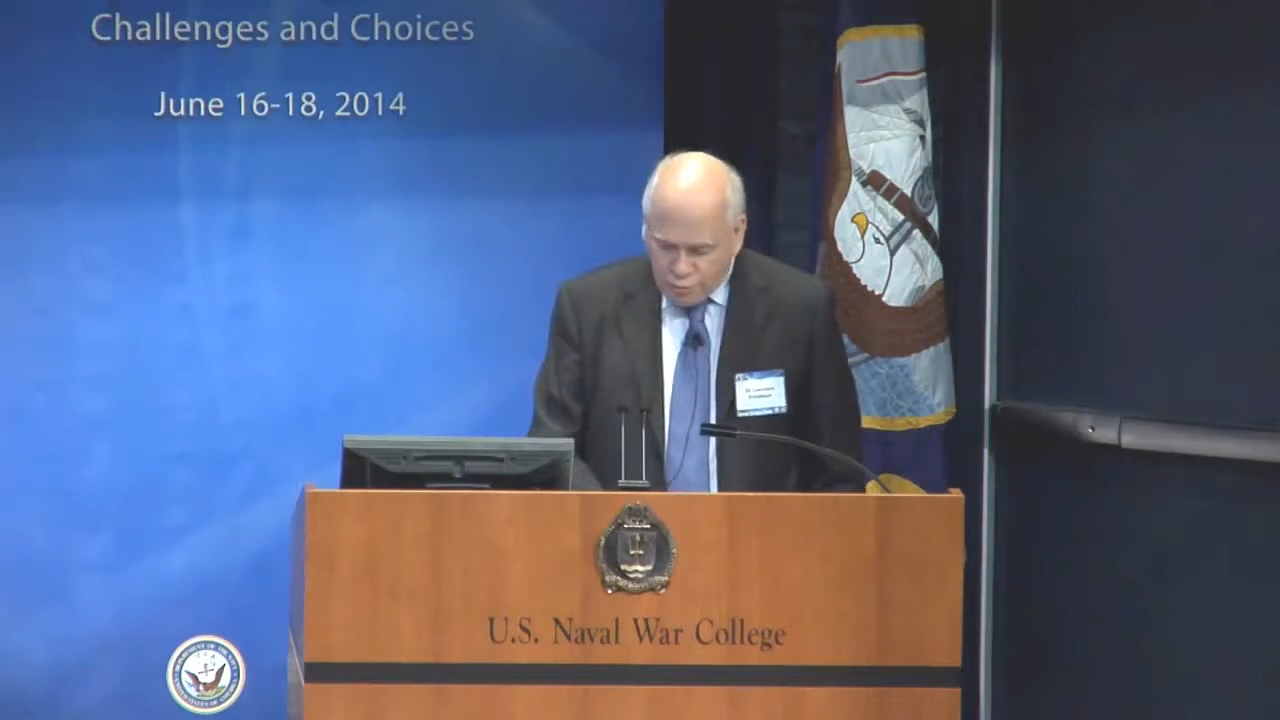 Challenges and Choices
June 16-18, 2014
U.S. Naval War College